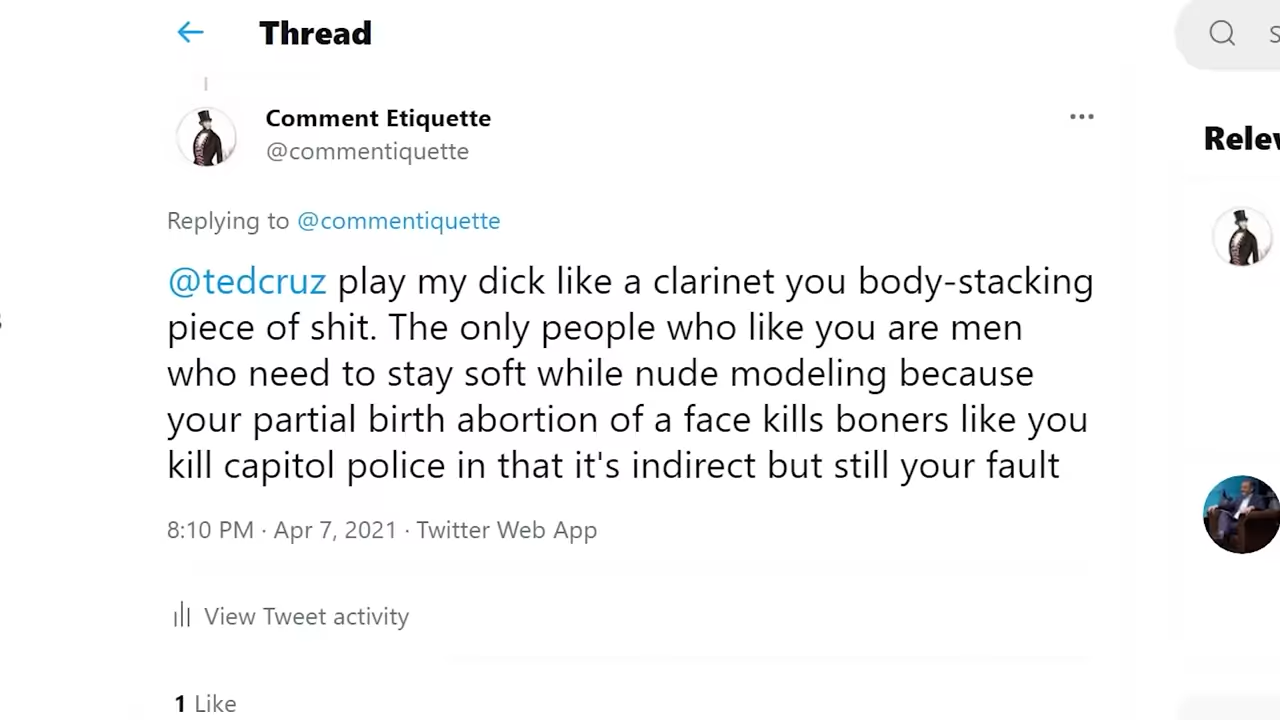 Thread
Comment Etiquette
@commentiquette
Replying to @commentiquette
@tedcruz play my dick like a clarinet you body-stacking
piece of shit. The only people who like you are men
who need to stay soft while nude modeling because
your partial birth abortion of a face kills boners like you
kill capitol police in that it's indirect but still your fault
8:10 PM · Apr 7, 2021 · Twitter Web App
View Tweet activity
1 Like